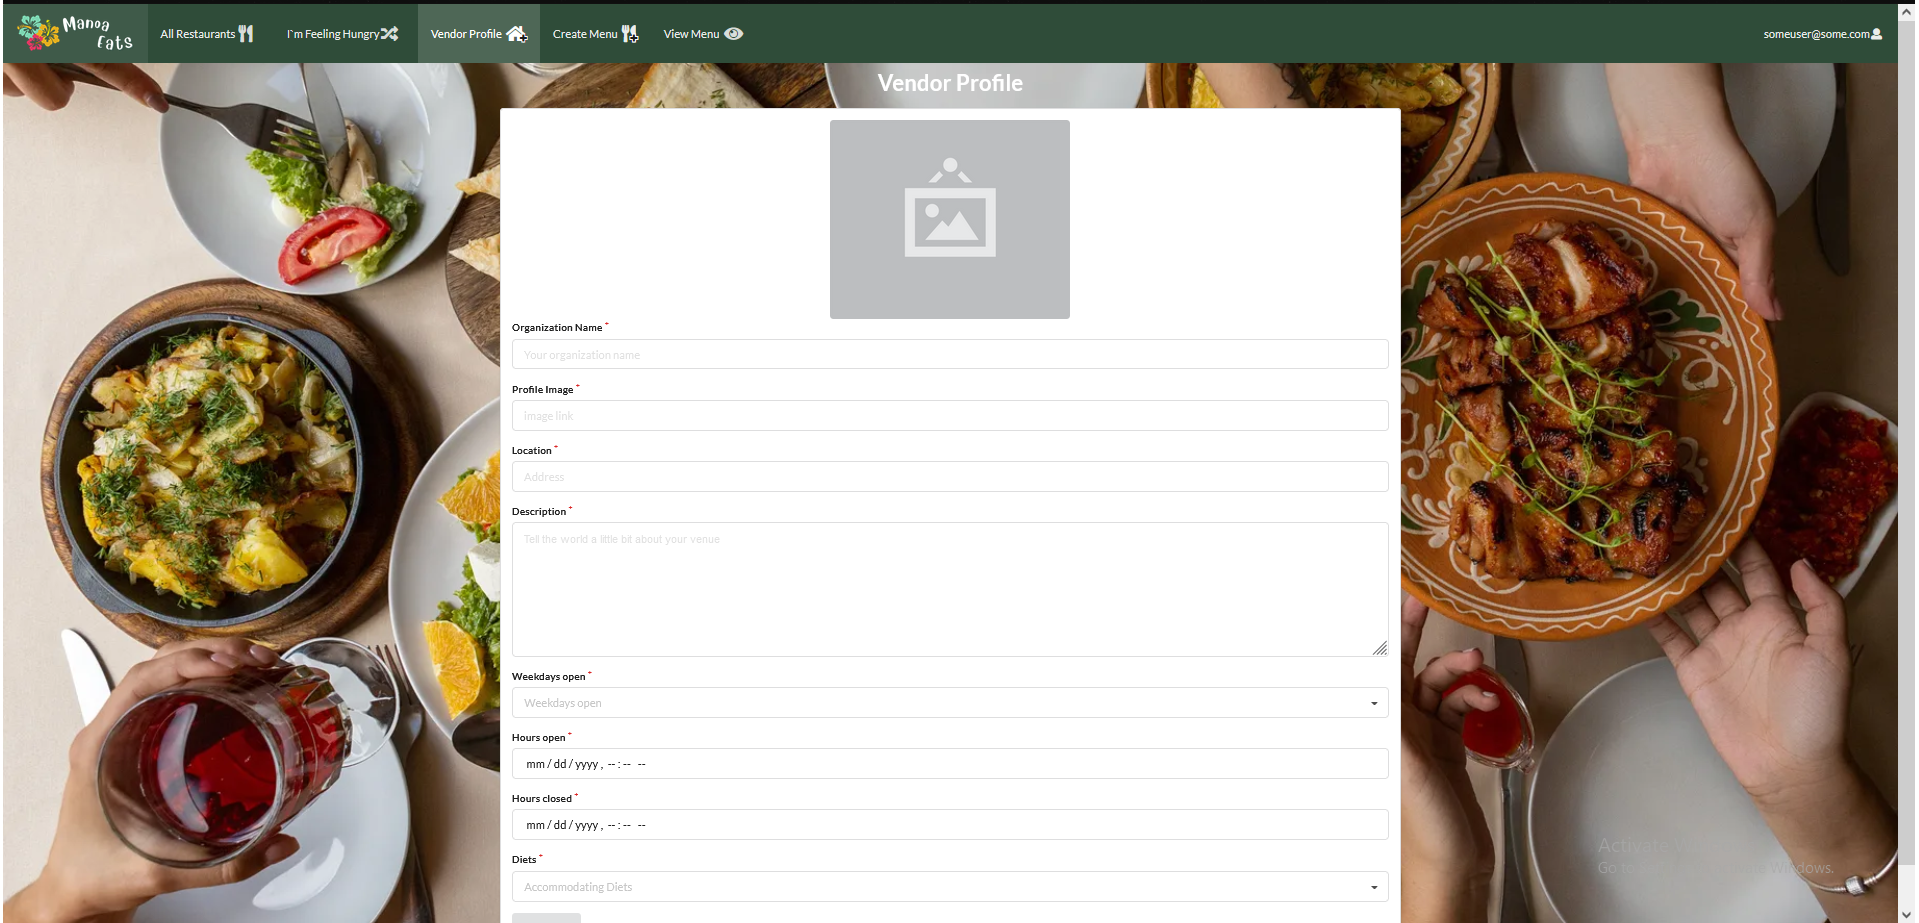 Manoa
Eats
All Restaurants
I`m Feeling Hungry
Vendor Profile
Create Menu
View Menu
someuser@some.com
Vendor Profile
Organization Name *
Your organization name
Profile Image *
image link
Location *
Address
Description *
Tell the world a little bit about your venue
Weekdays open *
Weekdays open
Hours open *
mm/dd/yyyy, --:-- --
Hours closed *
mm/dd/yyyy, --:-- --
Diets *
Accommodating Diets
Activate
Go to
Windows.